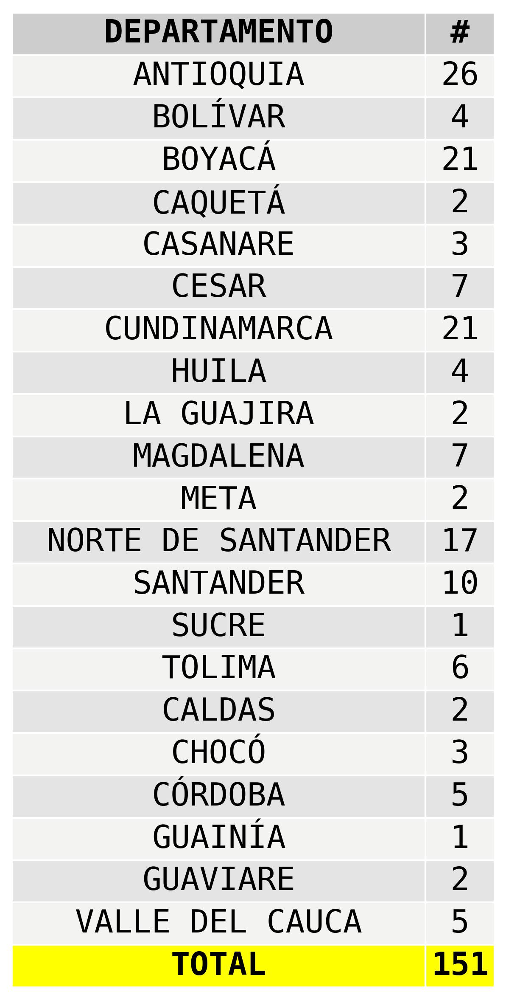 DEPARTAMENTO #
ANTIOQUIA 26
BOLÍVAR 4
BOYACÁ 21
CAQUETÁ 2
CASANARE 3
CESAR 7
CUNDINAMARCA 21
HUILA 4
LA GUAJIRA 2
MAGDALENA 7
META 2
NORTE DE SANTANDER 17
SANTANDER 10
SUCRE 1
TOLIMA 6
CALDAS 2
CHOCÓ 3
CÓRDOBA 5
GUAINÍA 1
GUAVIARE 2
VALLE DEL CAUCA 5
TOTAL 151